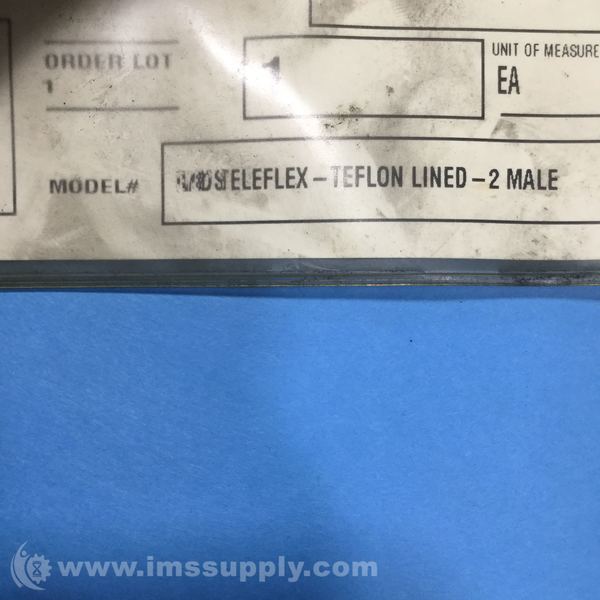 UNIT OF MEASURE
ORDER LOT
1
1
EA
MODEL#
TELEFLEX-TEFLON LINED-2 MALE
www.imssupply.com